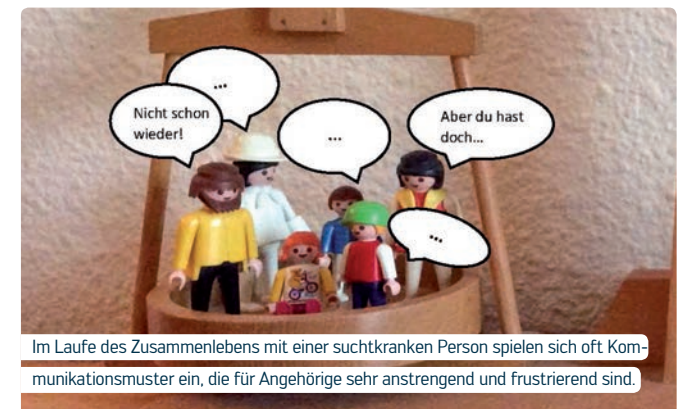 ...
Nicht schon
wieder!
...
Aber du hast
doch...
...
Im Laufe des Zusammenlebens mit einer suchtkranken Person spielen sich oft Kom-
munikationsmuster ein, die für Angehörige sehr anstrengend und frustrierend sind.